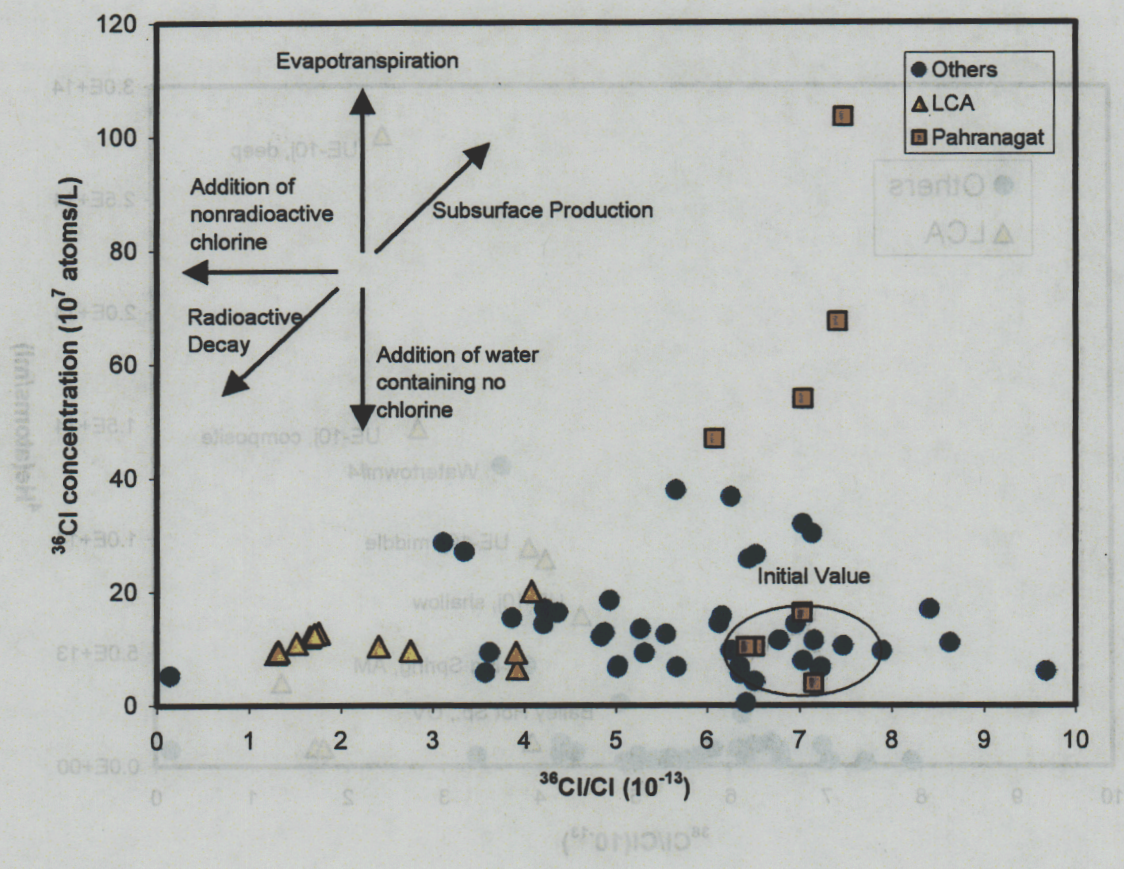 120
100
80
60
40
20
0
³⁶Cl concentration (10⁷ atoms/L)
Evapotranspiration
Addition of
nonradioactive
chlorine
Subsurface Production
Radioactive
Decay
Addition of water
containing no
chlorine
Others
LCA
Pahranagat
Initial Value
0 1 2 3 4 5 6 7 8 9 10
³⁶Cl/Cl (10⁻¹³)